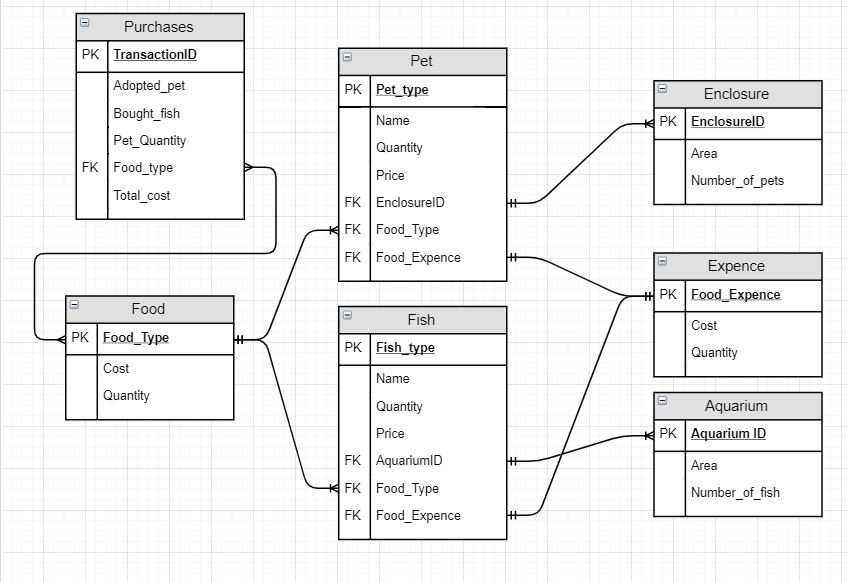 Purchases
PK TransactionID
Adopted_pet
Bought_fish
Pet_Quantity
FK Food_type
Total_cost
Food
PK Food_Type
Cost
Quantity
Pet
PK Pet_type
Name
Quantity
Price
FK EnclosureID
FK Food_Type
FK Food_Expence
Fish
PK Fish_type
Name
Quantity
Price
FK AquariumID
FK Food_Type
FK Food_Expence
Enclosure
PK EnclosureID
Area
Number_of_pets
Expence
PK Food_Expence
Cost
Quantity
Aquarium
PK Aquarium ID
Area
Number_of_fish